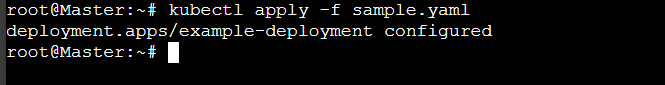 root@Master:~# kubectl apply -f sample.yaml
deployment.apps/example-deployment configured
root@Master:~#